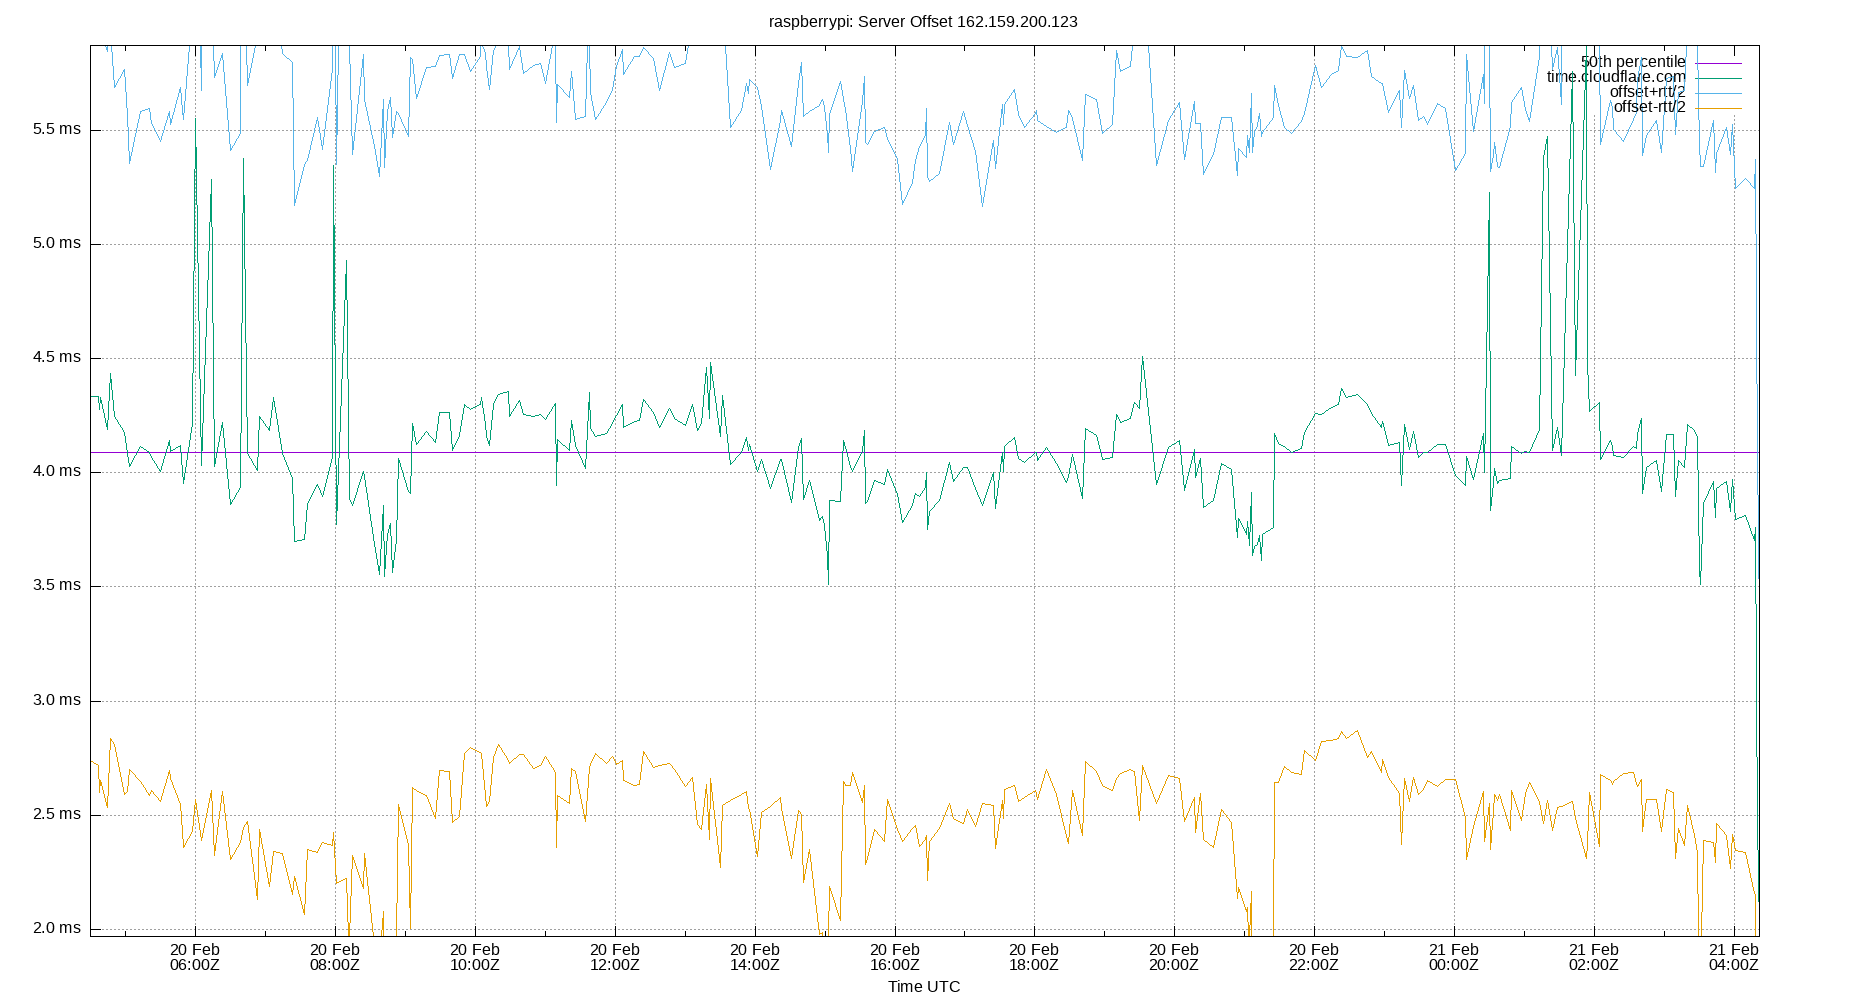 raspberrypi: Server Offset 162.159.200.123
50th percentile
time.cloudflare.com
offset+rtt/2
offset-rtt/2
5.5 ms
5.0 ms
4.5 ms
4.0 ms
3.5 ms
3.0 ms
2.5 ms
2.0 ms
20 Feb 20 Feb 20 Feb 20 Feb 20 Feb 20 Feb 20 Feb 20 Feb 20 Feb 21 Feb 21 Feb 21 Feb
06:00Z 08:00Z 10:00Z 12:00Z 14:00Z 16:00Z 18:00Z 20:00Z 22:00Z 00:00Z 02:00Z 04:00Z
Time UTC